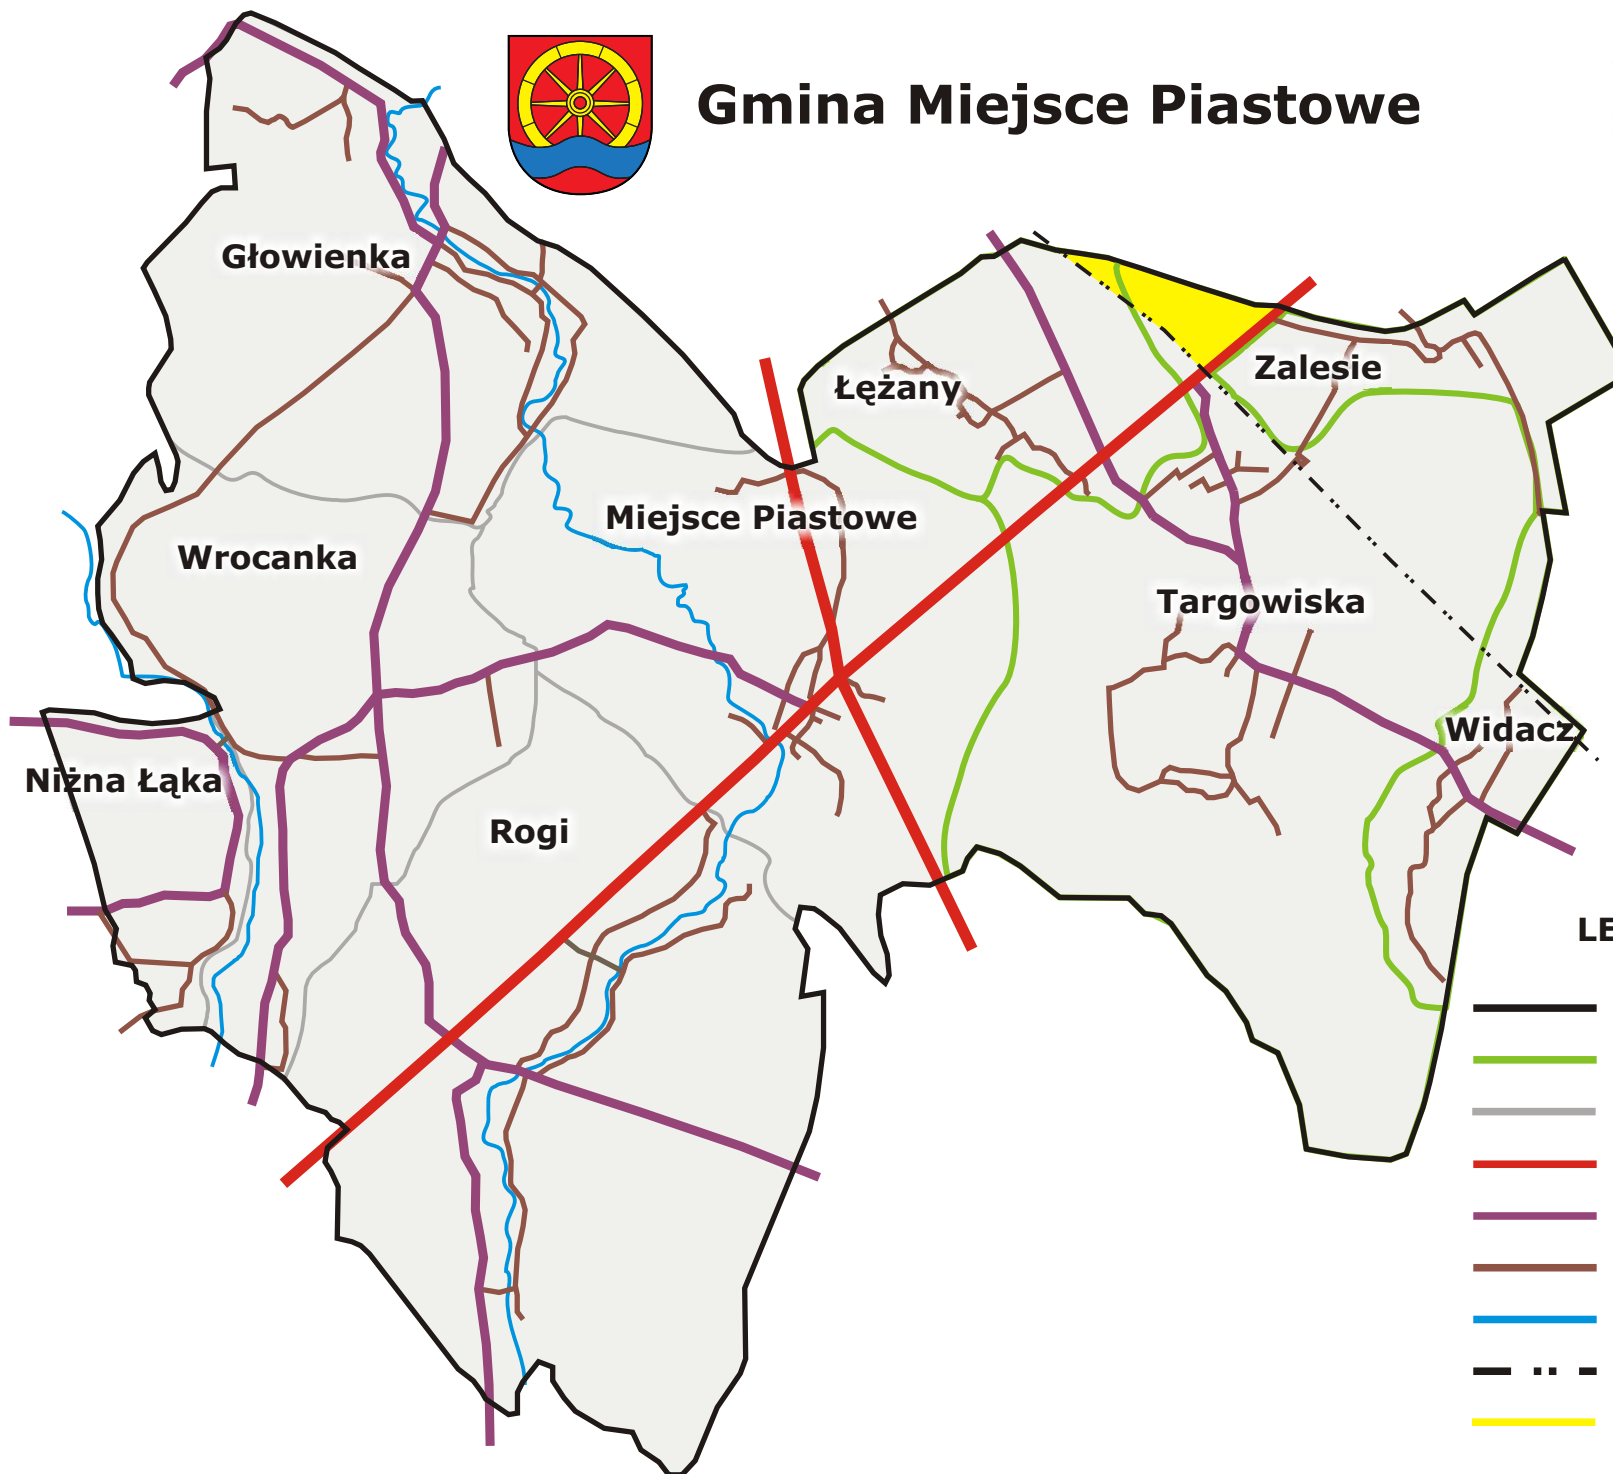 Gmina Miejsce Piastowe
Głowienka
Łężany
Zalesie
Miejsce Piastowe
Wrocanka
Targowiska
Widacz
Niżna Łąka
Rogi
LE